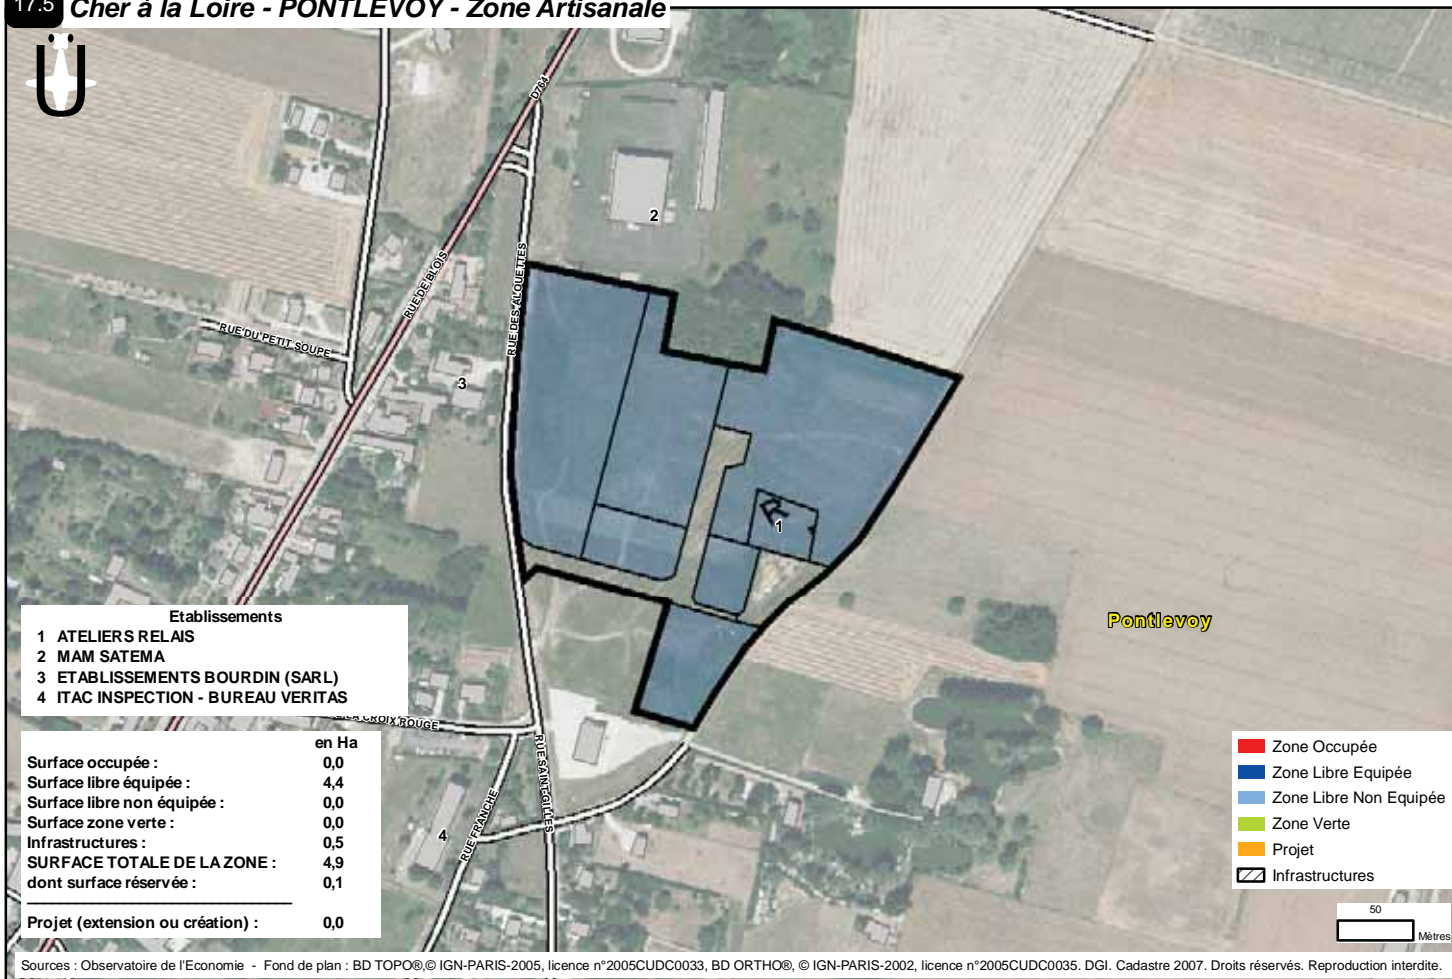 17.5 Cher à la Loire - PONTLEVOY - Zone Artisanale
D764
RUE DE BLOIS
RUE DES ALOUETTES
RUE DU PETIT SOUPE
2
3
1
R
Pontlevoy
Etablissements
1 ATELIERS RELAIS
2 MAM SATEMA
3 ETABLISSEMENTS BOURDIN (SARL)
4 ITAC INSPECTION - BUREAU VERITAS
CROIX ROUGE
RUE SAINT GILLES
RUE FRANCHE
4
en Ha
Surface occupée : 0,0
Surface libre équipée : 4,4
Surface libre non équipée : 0,0
Surface zone verte : 0,0
Infrastructures : 0,5
SURFACE TOTALE DE LA ZONE : 4,9
dont surface réservée : 0,1
Projet (extension ou création) : 0,0
Zone Occupée
Zone Libre Equipée
Zone Libre Non Equipée
Zone Verte
Projet
Infrastructures
50
Mètres
Sources : Observatoire de l'Economie - Fond de plan : BD TOPO®,© IGN-PARIS-2005, licence n°2005CUDC0033, BD ORTHO®, © IGN-PARIS-2002, licence n°2005CUDC0035. DGI. Cadastre 2007. Droits réservés. Reproduction interdite.